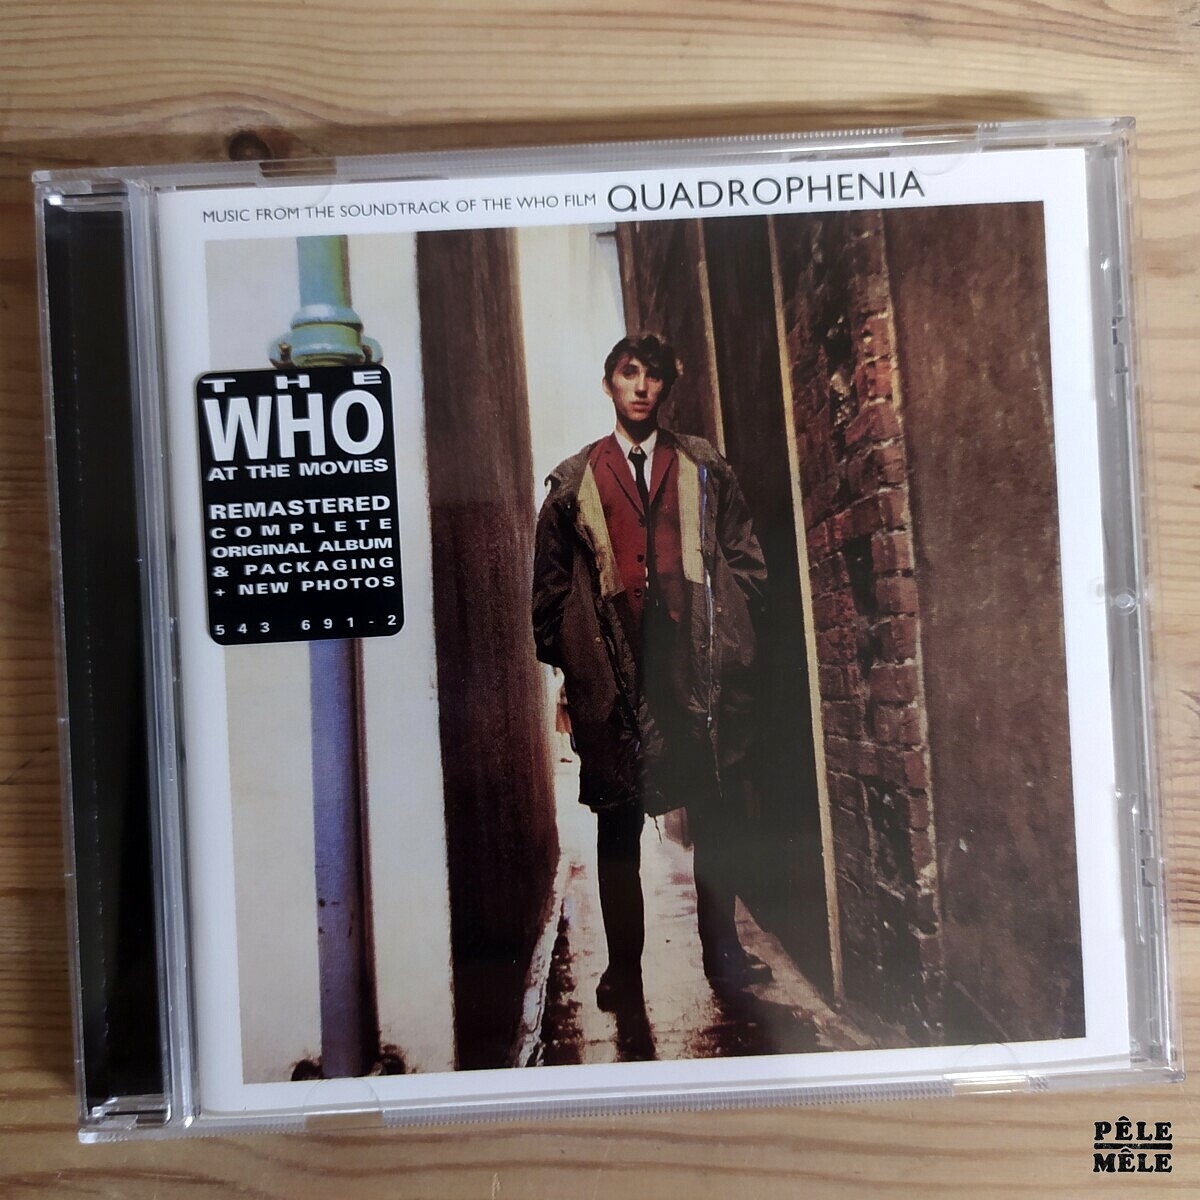 MUSIC FROM THE SOUNDTRACK OF THE WHO FILM QUADROPHENIA
THE
WHO
AT THE MOVIES
REMASTERED
COMPLETE
ORIGINAL ALBUM
& PACKAGING
+ NEW PHOTOS
543 691-2
PÊLE
MÊLE